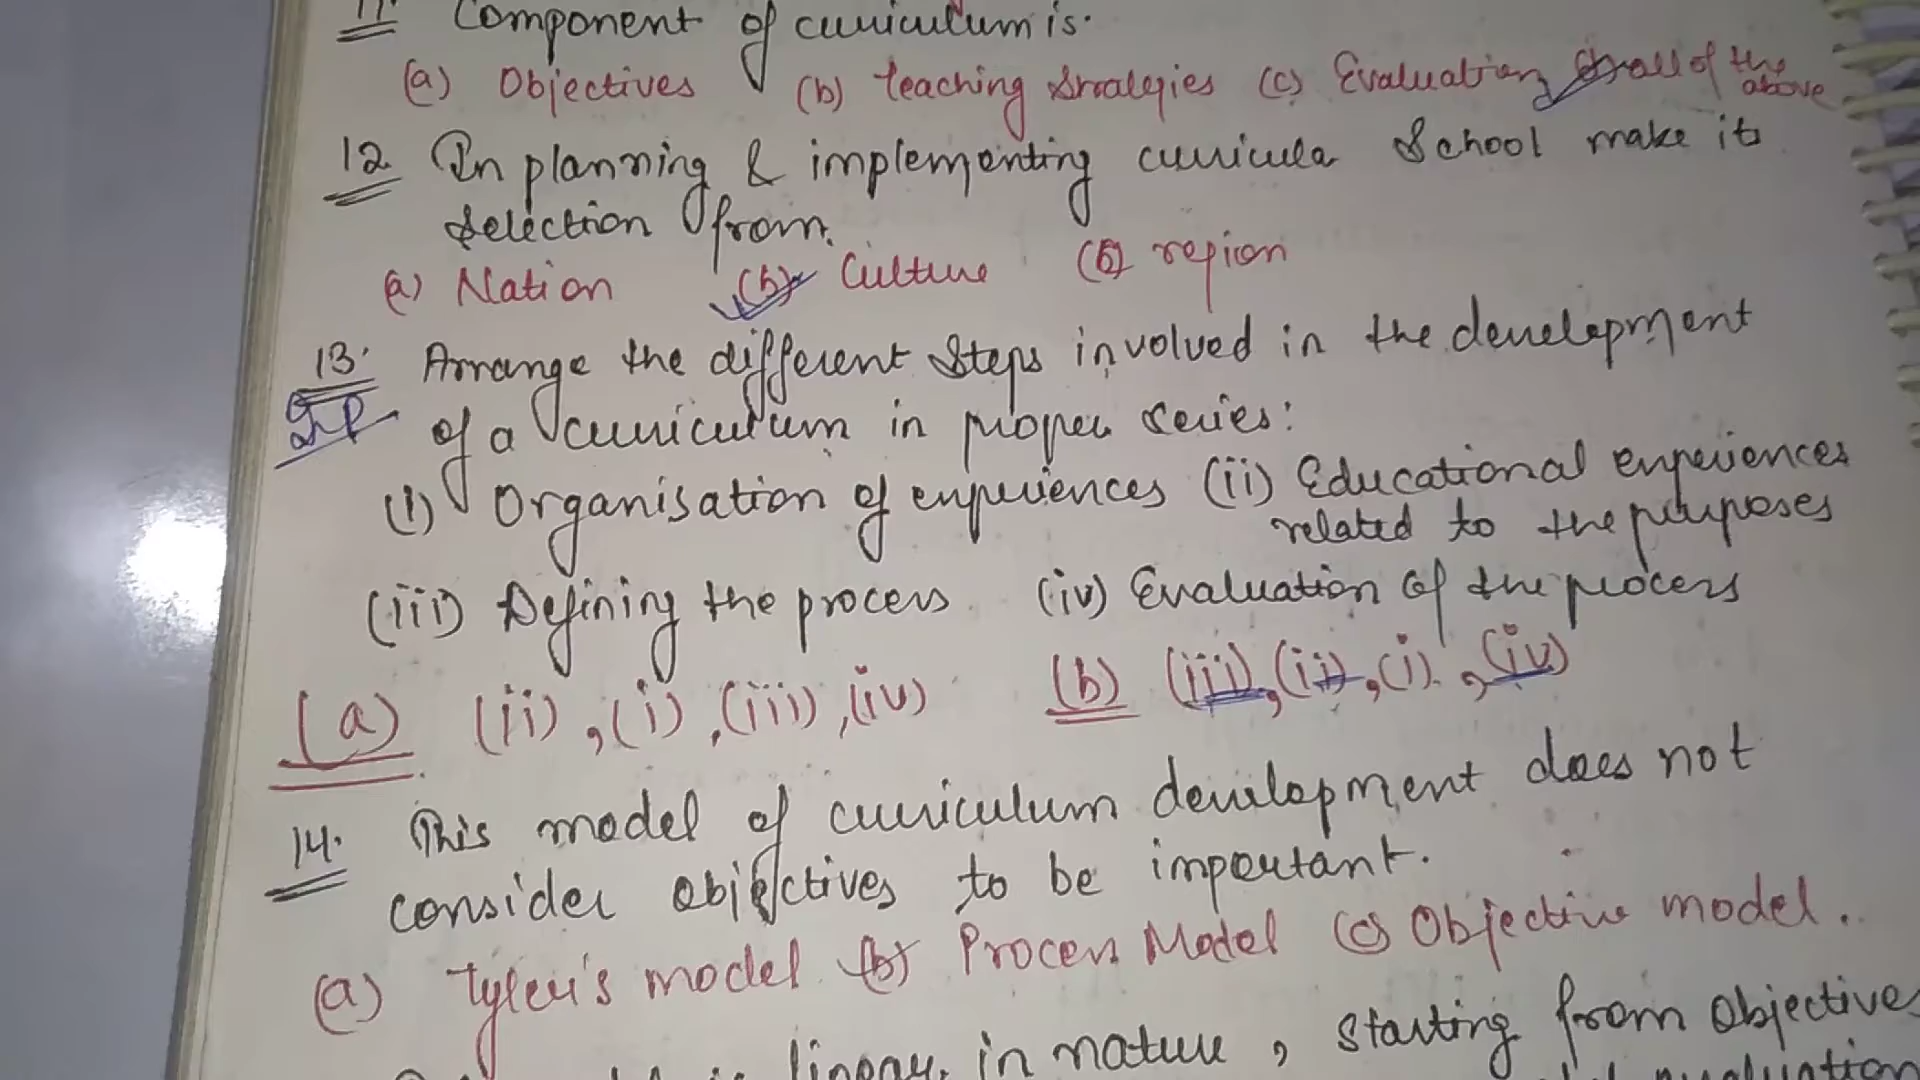 11. Component of curriculum is.
(a) Objectives (b) teaching Strategies (c) Evaluation all of the above
12. In planning & implementing curricula School make its
selection from.
(a) Nation (b) Culture (c) region
13. Arrange the different steps involved in the development
IMP of a curriculum in proper series:
(i) Organisation of experiences (ii) Educational experiences
related to the purposes
(iii) Defining the process (iv) Evaluation of the process
(a) (ii), (i), (iii), (iv) (b) (iii), (ii), (i), (iv)
14. This model of curriculum development does not
consider objectives to be important.
(a) Tyler's model (b) Process Model (c) Objective model.
linear in nature, starting from objectives
evaluation